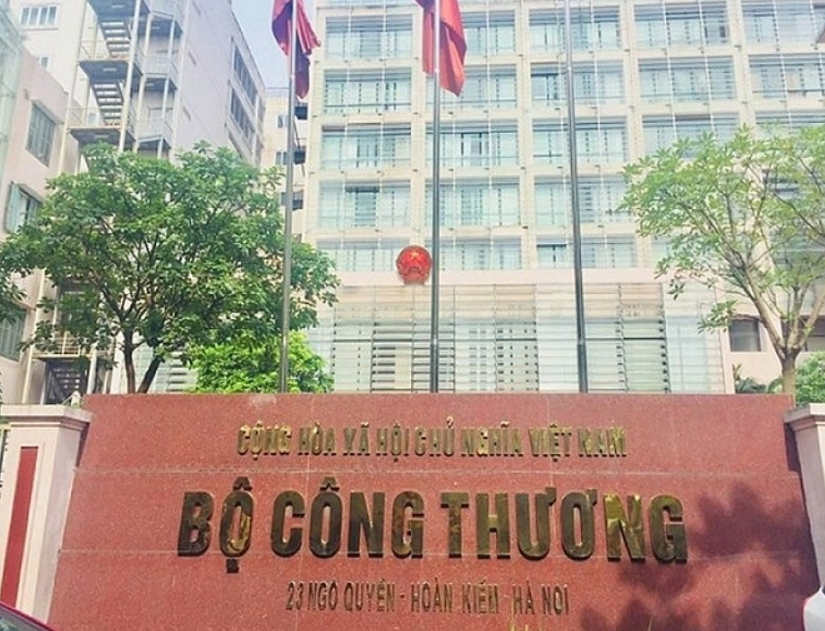 CỘNG HÒA XÃ HỘI CHỦ NGHĨA VIỆT NAM
BỘ CÔNG THƯƠNG
23 NGÔ QUYỀN - HOÀN KIẾM HÀ NỘI